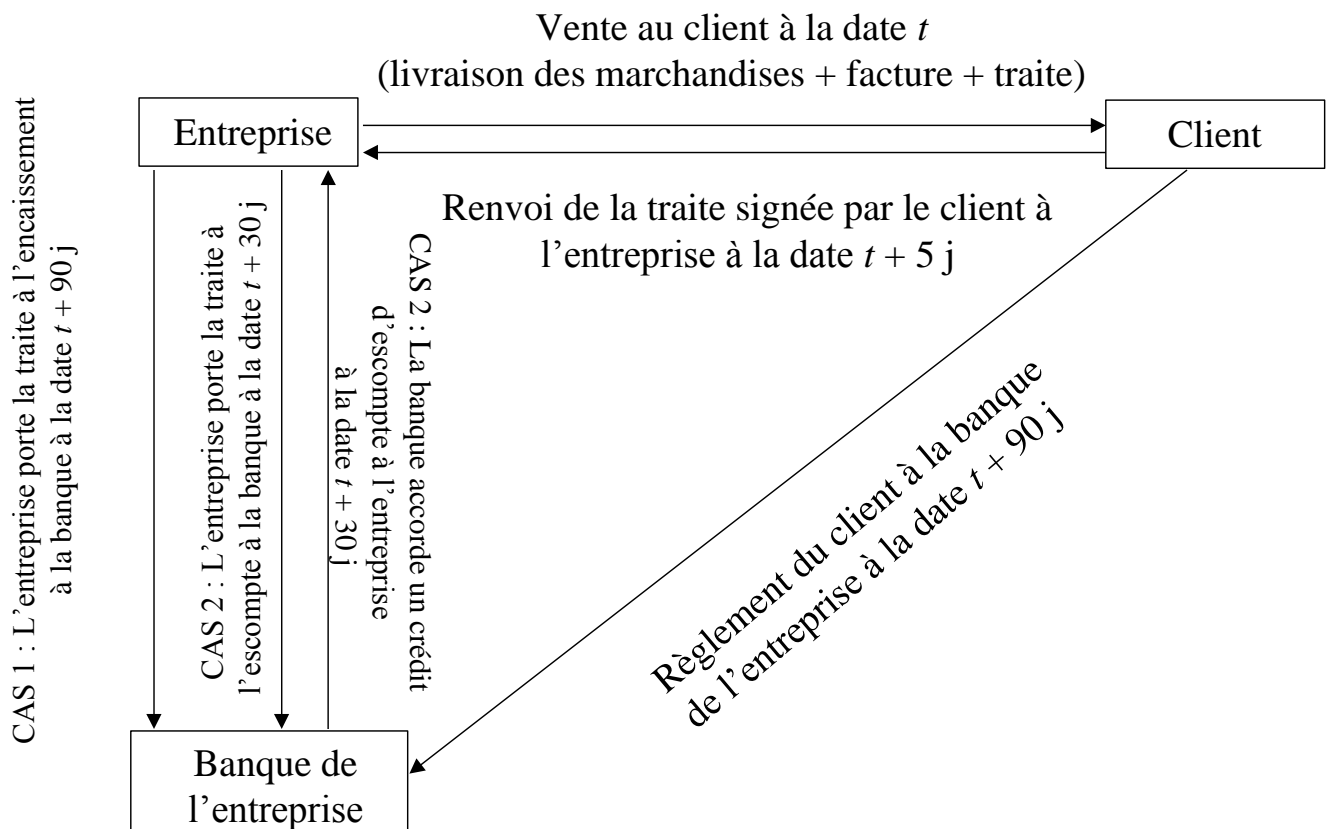 Vente au client à la date t
(livraison des marchandises + facture + traite)
Entreprise
Client
Renvoi de la traite signée par le client à
l’entreprise à la date t + 5 j
CAS 1 : L’entreprise porte la traite à l’encaissement
à la banque à la date t + 90 j
CAS 2 : L’entreprise porte la traite à
l’escompte à la banque à la date t + 30 j
CAS 2 : La banque accorde un crédit
d’escompte à l’entreprise
à la date t + 30 j
Règlement du client à la banque
de l’entreprise à la date t + 90 j
Banque de
l’entreprise